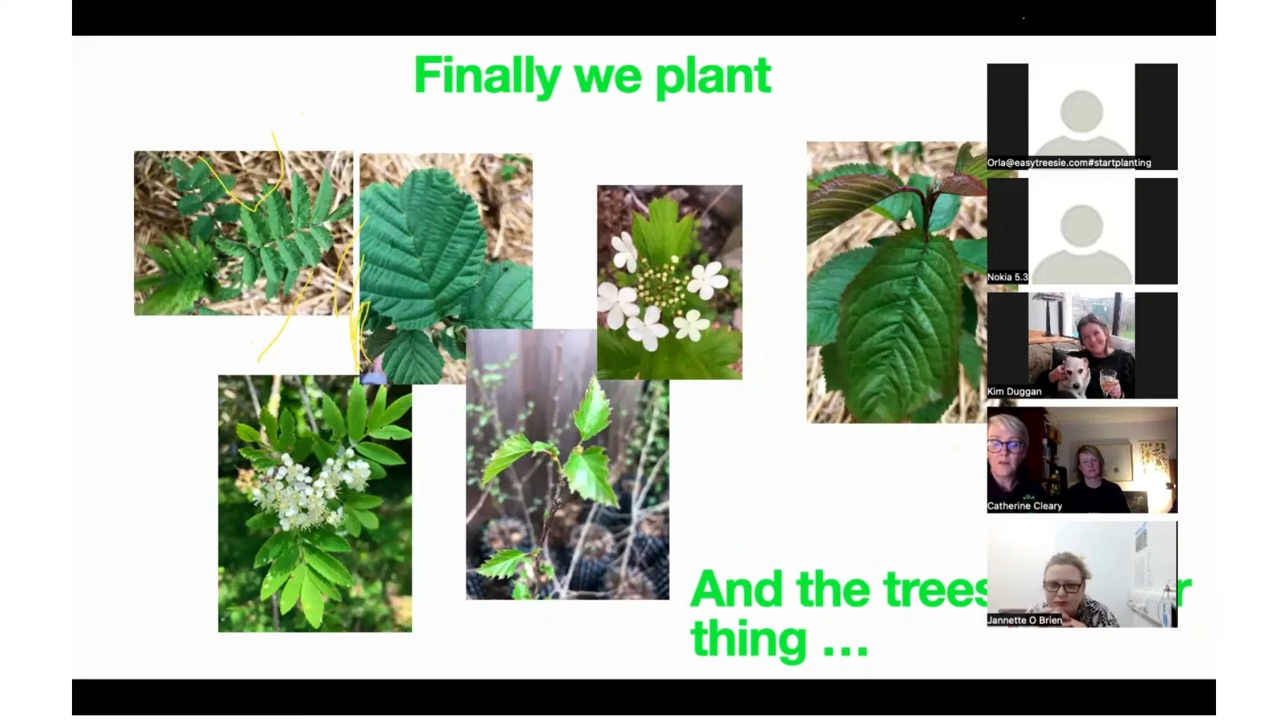 Finally we plant
Orla@easytreesie.com#startplanting
Nokia 5.3
Kim Duggan
Catherine Cleary
Jannette O Brien
And the trees r
thing …